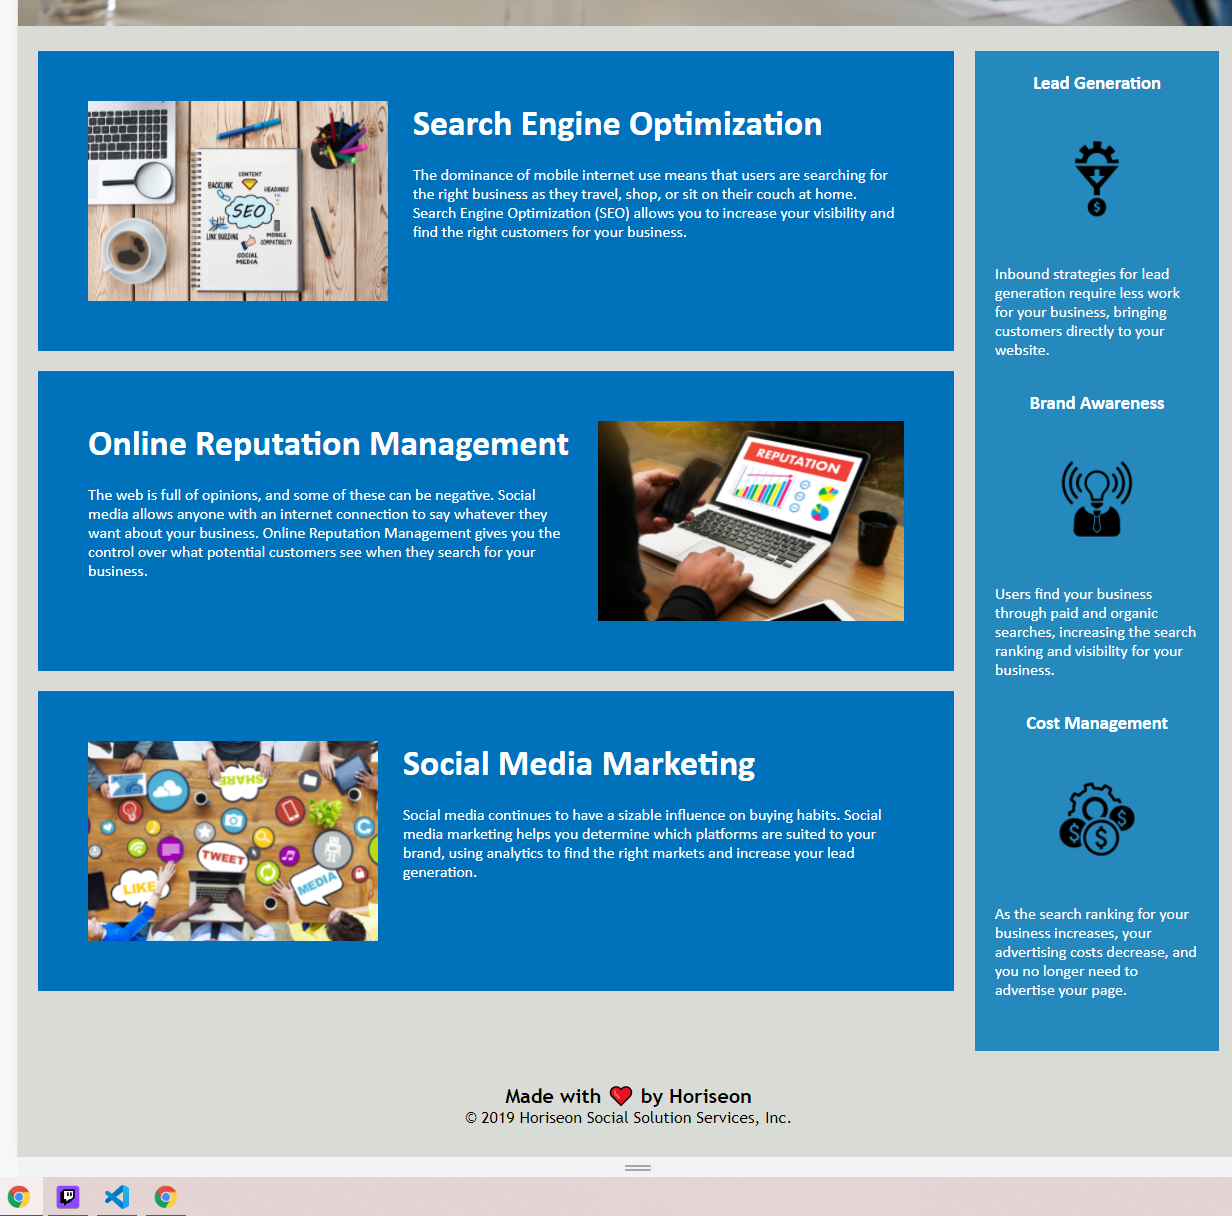 CONTENT
BACKLINK
HEADINGS
SEO
LINK BUILDING
MOBILE
COMPATIBILITY
SOCIAL
MEDIA
Search Engine Optimization
The dominance of mobile internet use means that users are searching for
the right business as they travel, shop, or sit on their couch at home.
Search Engine Optimization (SEO) allows you to increase your visibility and
find the right customers for your business.
Online Reputation Management
The web is full of opinions, and some of these can be negative. Social
media allows anyone with an internet connection to say whatever they
want about your business. Online Reputation Management gives you the
control over what potential customers see when they search for your
business.
REPUTATION
SHARE
TWEET
LIKE
MEDIA
Social Media Marketing
Social media continues to have a sizable influence on buying habits. Social
media marketing helps you determine which platforms are suited to your
brand, using analytics to find the right markets and increase your lead
generation.
Lead Generation
$
Inbound strategies for lead
generation require less work
for your business, bringing
customers directly to your
website.
Brand Awareness
Users find your business
through paid and organic
searches, increasing the search
ranking and visibility for your
business.
Cost Management
$ $ $
As the search ranking for your
business increases, your
advertising costs decrease, and
you no longer need to
advertise your page.
Made with ❤️ by Horiseon
© 2019 Horiseon Social Solution Services, Inc.